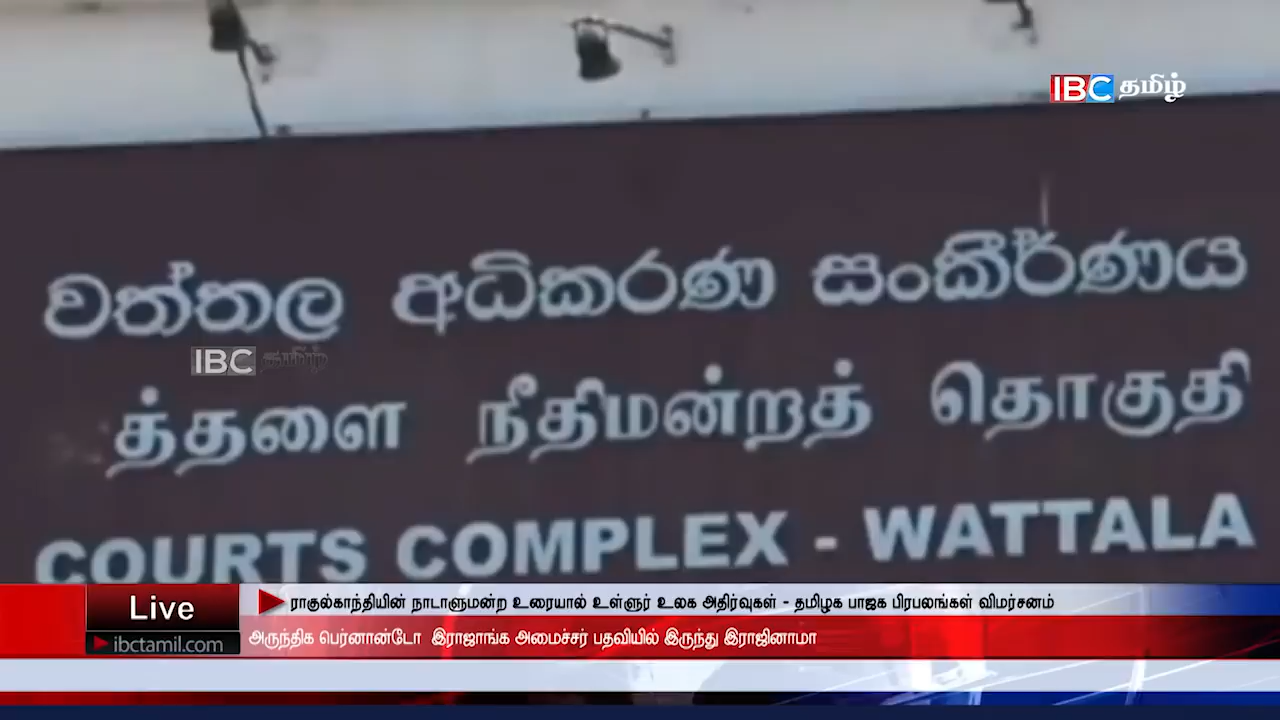 IBC தமிழ்
වත්තල අධිකරණ සංකීර්ණය
IBC தமிழ்
த்தளை நீதிமன்றத் தொகுதி
COURTS COMPLEX - WATTALA
Live
ராகுல்காந்தியின் நாடாளுமன்ற உரையால் உள்ளுர் உலக அதிர்வுகள் - தமிழக பாஜக பிரபலங்கள் விமர்சனம்
ibctamil.com
அருந்திக பெர்னான்டோ இராஜாங்க அமைச்சர் பதவியில் இருந்து இராஜினாமா